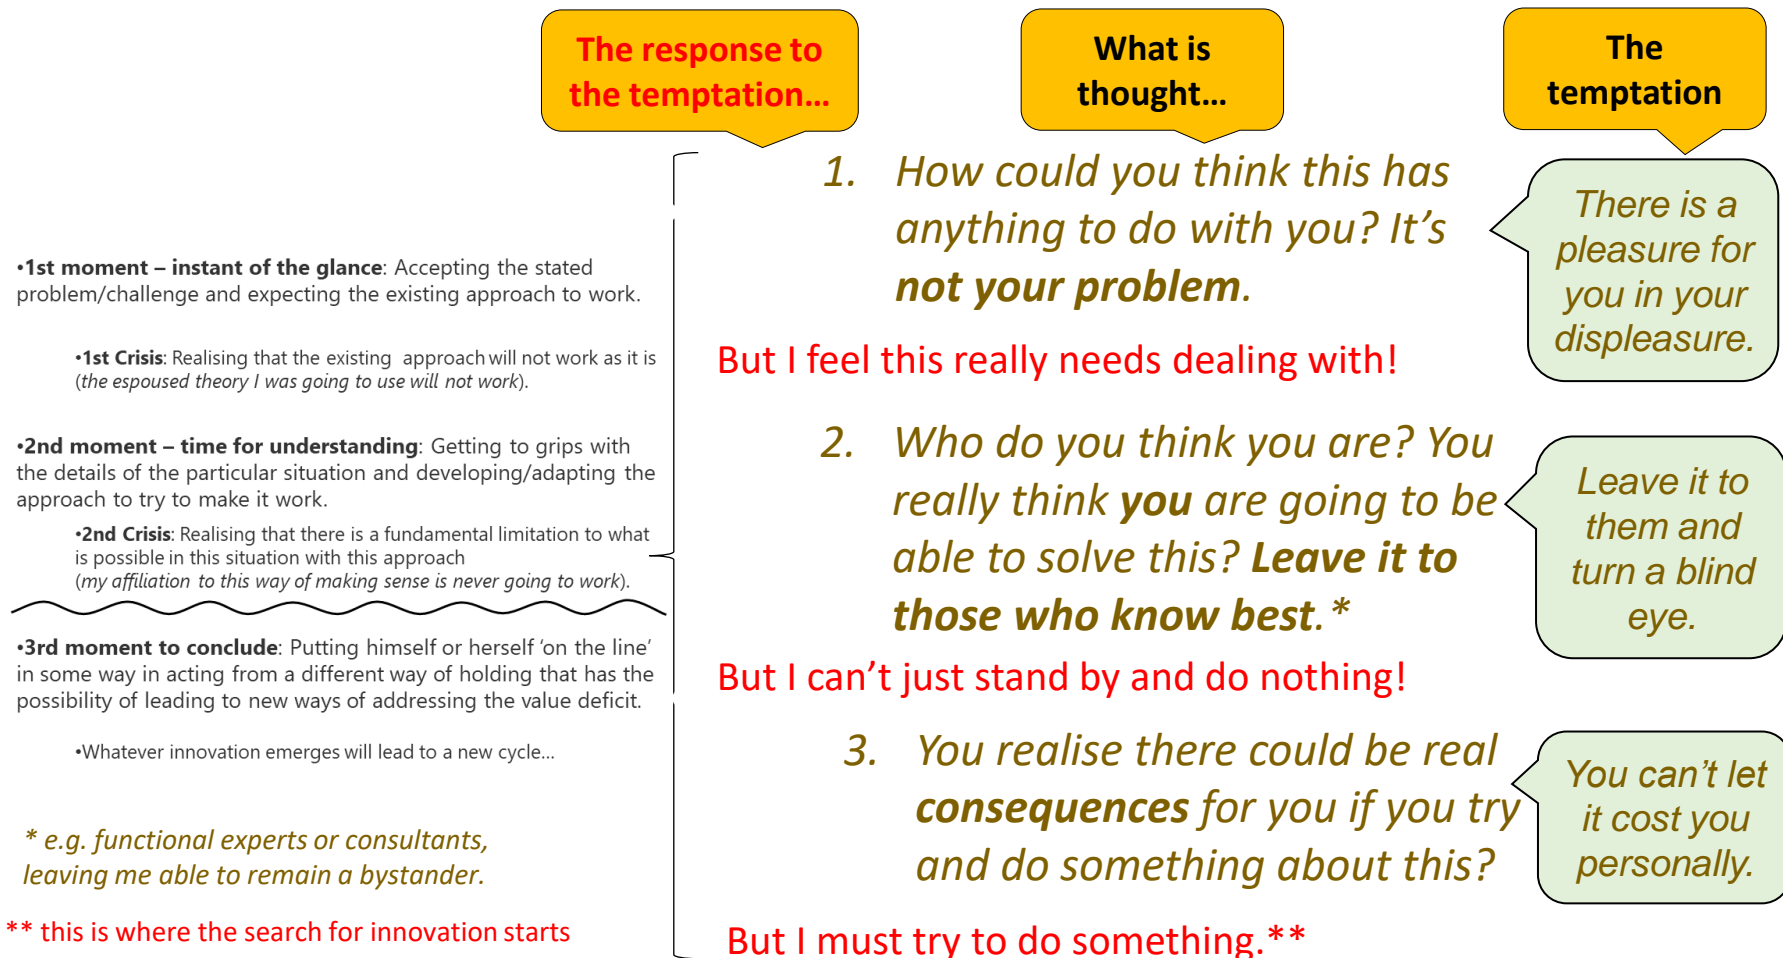 The response to
the temptation...
What is
thought...
The
temptation
•1st moment – instant of the glance: Accepting the stated
problem/challenge and expecting the existing approach to work.
•1st Crisis: Realising that the existing approach will not work as it is
(the espoused theory I was going to use will not work).
•2nd moment – time for understanding: Getting to grips with
the details of the particular situation and developing/adapting the
approach to try to make it work.
•2nd Crisis: Realising that there is a fundamental limitation to what
is possible in this situation with this approach
(my affiliation to this way of making sense is never going to work).
•3rd moment to conclude: Putting himself or herself ‘on the line’
in some way in acting from a different way of holding that has the
possibility of leading to new ways of addressing the value deficit.
•Whatever innovation emerges will lead to a new cycle...
* e.g. functional experts or consultants,
leaving me able to remain a bystander.
** this is where the search for innovation starts
1. How could you think this has
anything to do with you? It’s
not your problem.
But I feel this really needs dealing with!
2. Who do you think you are? You
really think you are going to be
able to solve this? Leave it to
those who know best.*
But I can’t just stand by and do nothing!
3. You realise there could be real
consequences for you if you try
and do something about this?
But I must try to do something.**
There is a
pleasure for
you in your
displeasure.
Leave it to
them and
turn a blind
eye.
You can’t let
it cost you
personally.